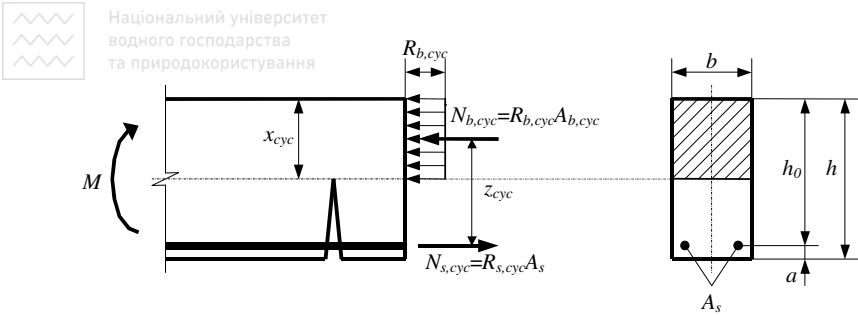 Національний університет
водного господарства
та природокористування
R_{b,cyc}
b
N_{b,cyc}=R_{b,cyc}A_{b,cyc}
x_{cyc}
h_0
h
M
z_{cyc}
N_{s,cyc}=R_{s,cyc}A_s
a
A_s